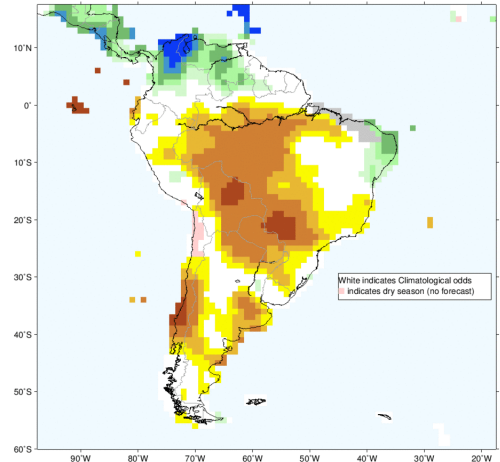 10˚N
0˚
10˚S
20˚S
30˚S
White indicates Climatological odds
indicates dry season (no forecast)
40˚S
50˚S
60˚S
90˚W 80˚W 70˚W 60˚W 50˚W 40˚W 30˚W 20˚W